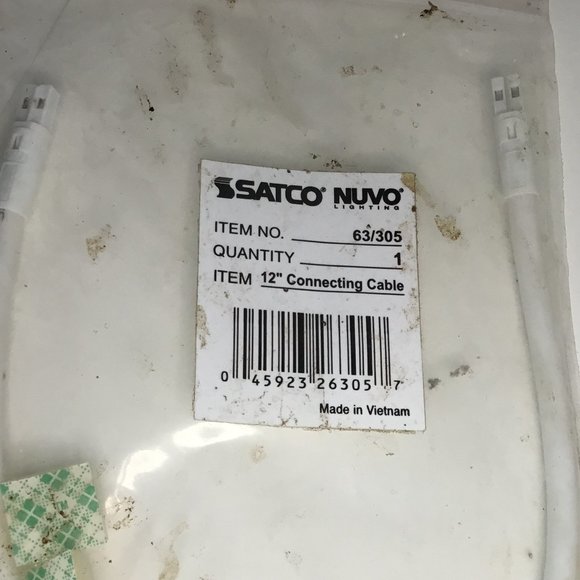 SATCO® NUVO®
LIGHTING
ITEM NO. 63/305
QUANTITY 1
ITEM 12" Connecting Cable
0 45923 26305 7
Made in Vietnam